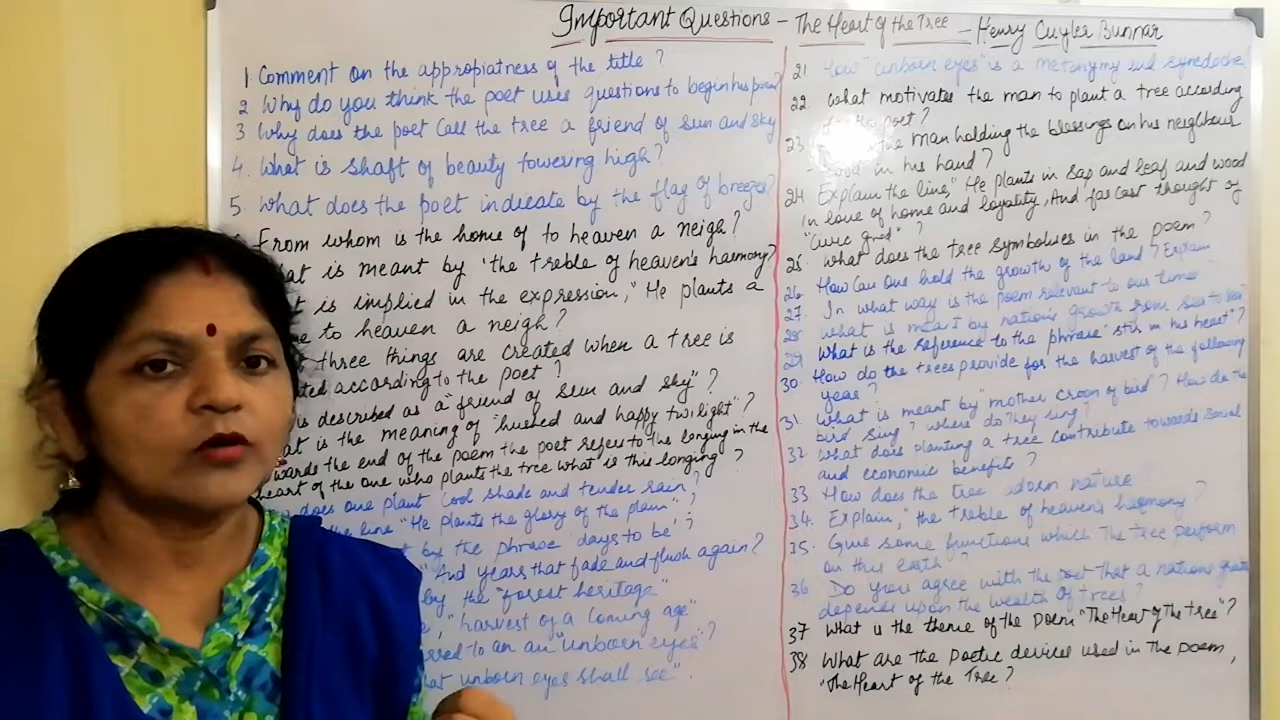 Important Questions - The Heart of the Tree - Henry Cuyler Bunnar
1 Comment on the appropiatness of the title ?
2 Why do you think the poet uses questions to begin his poem?
3 Why does the poet call the tree a friend of sun and sky
4. What is shaft of beauty towering high?
5. What does the poet indicate by the flag of breezes?
From whom is the home of to heaven a neigh?
is meant by 'the treble of heaven's harmony?
is implied in the expression," He plants a
to heaven a neigh?
three things are created when a tree is
according to the poet ?
is described as a "friend of sun and sky" ?
is the meaning of "hushed and happy twilight" ?
the end of the poem the poet refers to the longing in the
heart of the one who plants the tree what is this longing ?
does one plant cool shade and tender rain?
the line "He plants the glory of the plain" ?
by the phrase 'days to be' ?
"And years that fade and flush again?
by the "forest heritage"
"harvest of a coming age"
to an an "unborn eyes" ?
unborn eyes shall see".
21. How "unborn eyes" is a metonymy and synedoche
22. What motivates the man to plant a tree according
poet ?
23. the man holding the blessings on his neighbour
in his hand ?
24 Explain the line," He plants in sap and leaf and wood
In love of home and loyality, And far cast thought of
"Civic good" ?
25. What does the tree symbolises in the poem ?
26 How Can one hold the growth of the land ? Explain
27. In what way is the poem relevant to our times
28 What is meant by nation's growth from sea to sea?
29 What is the reference to the phrase "stir in his heart"?
30. How do the trees provide for the harvest of the following
year ?
31. What is meant by "mother croon of bird" ? How do the
bird sing ? where do they sing ?
32 What does planting a tree contribute towards social
and economic benefits ?
33 How does the tree adorn nature
34. Explain, "the treble of heaven's harmony ?
35. Give some functions which the tree perform
on this earth ?
36 Do you agree with the poet that a nations growth
depends upon the wealth of trees ?
37 What is the theme of the poem "The Heart of the tree" ?
38 What are the poetic devices used in the poem,
"The Heart of the Tree ?